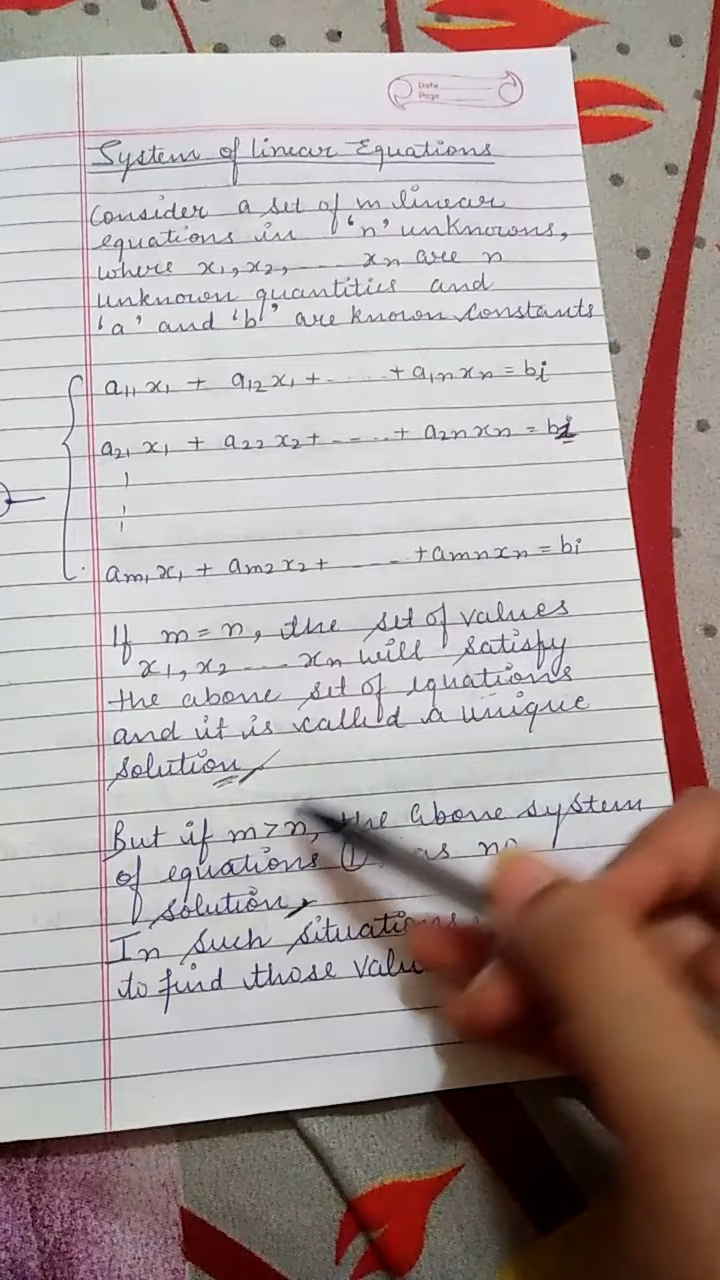 Date
Page
System of linear Equations
Consider a set of m linear
equations in 'n' unknowns,
where x₁, x₂, ...... xn are n
unknown quantities and
'a' and 'b' are known constants
a₁₁ x₁ + a₁₂ x₁ + ...... + a₁n xn = bi
a₂₁ x₁ + a₂₂ x₂ + ...... + a₂n xn = bi
am₁ x₁ + am₂ x₂ + ...... + amn xn = bi
If m = n, the set of values
x₁, x₂ ...... xn will satisfy
the above set of equations
and it is called a unique
solution,
But if m > n, the above system
of equations ① no
solution,
In such
to find those